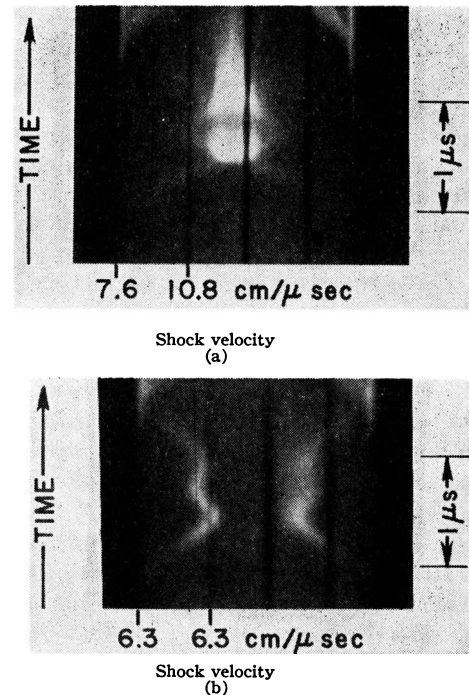 TIME
1 μs
7.6 10.8 cm/μ sec
Shock velocity
(a)
TIME
1 μs
6.3 6.3 cm/μ sec
Shock velocity
(b)